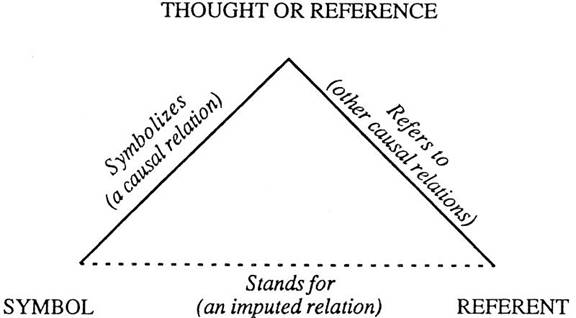 THOUGHT OR REFERENCE
Symbolizes
(a causal relation)
Refers to
(other causal relations)
Stands for
(an imputed relation)
SYMBOL
REFERENT